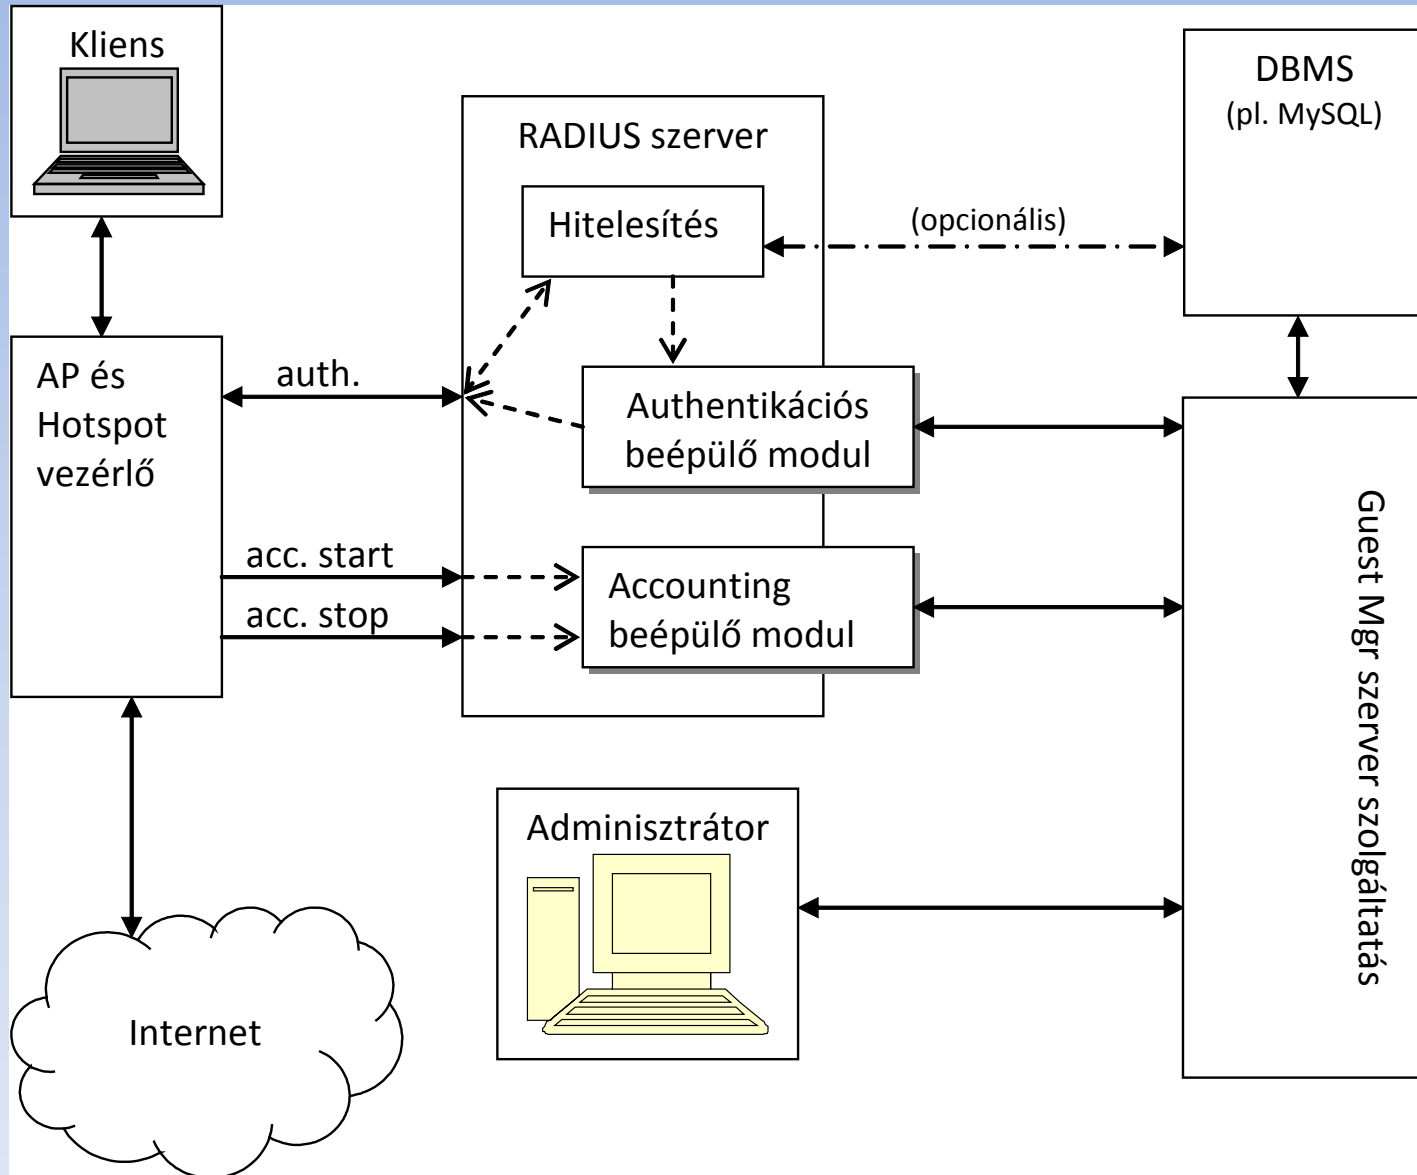 Kliens
DBMS
(pl. MySQL)
RADIUS szerver
Hitelesítés
(opcionális)
AP és
Hotspot
vezérlő
auth.
Authentikációs
beépülő modul
acc. start
acc. stop
Accounting
beépülő modul
Guest Mgr szerver szolgáltatás
Adminisztrátor
Internet